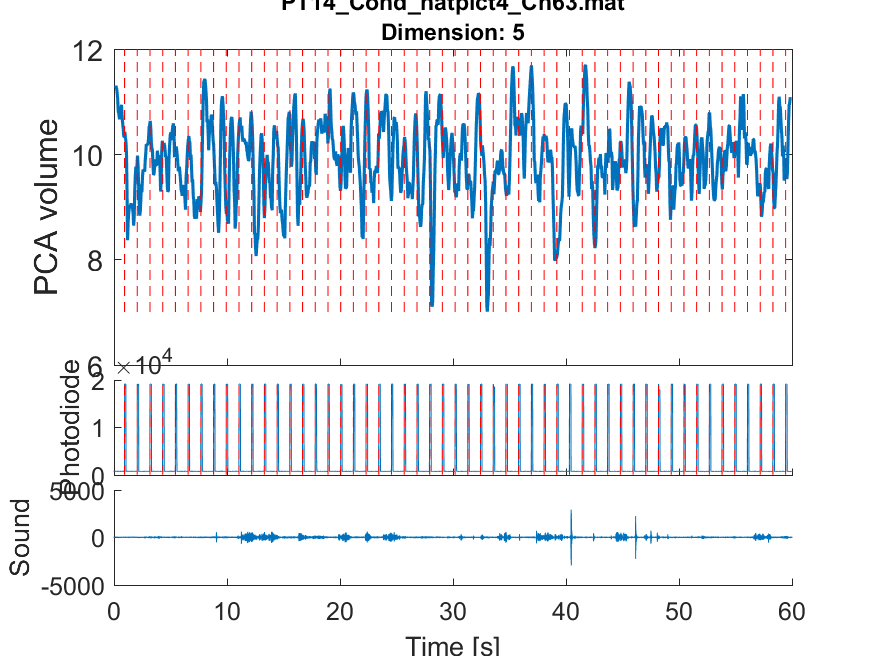 PT14_Cond_natpict4_Ch63.mat
Dimension: 5
12
10
8
6
PCA volume
×10^4
2
1
0
Photodiode
5000
0
-5000
Sound
0 10 20 30 40 50 60
Time [s]